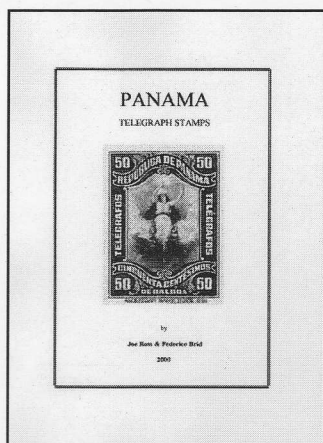 PANAMA
TELEGRAPH STAMPS
50 50
REPUBLICA DE PANAMA
TELEGRAFOS TELEGRAFOS
CINCUENTA CENTESIMOS
50 DE BALBOA 50
by
Joe Ross & Federico Brid
2000